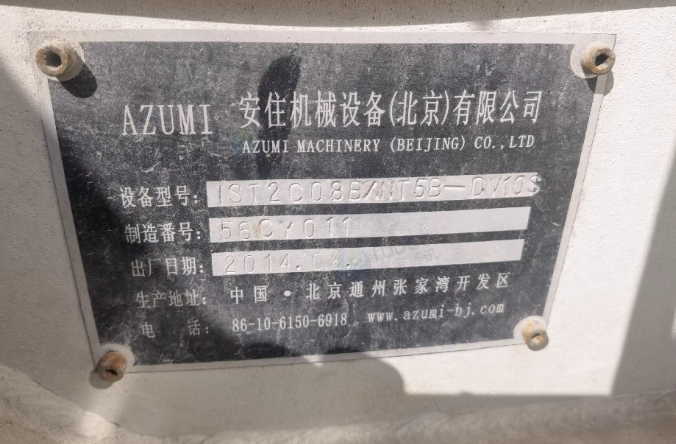 AZUMI 安住机械设备(北京)有限公司
AZUMI MACHINERY (BEIJING) CO.,LTD
设备型号: IST2C08B/NT5B-DV10S
制造番号: 56CY011
出厂日期: 2014.
生产地址: 中国·北京通州张家湾开发区
电 话: 86-10-6150-6918 www.azumi-bj.com